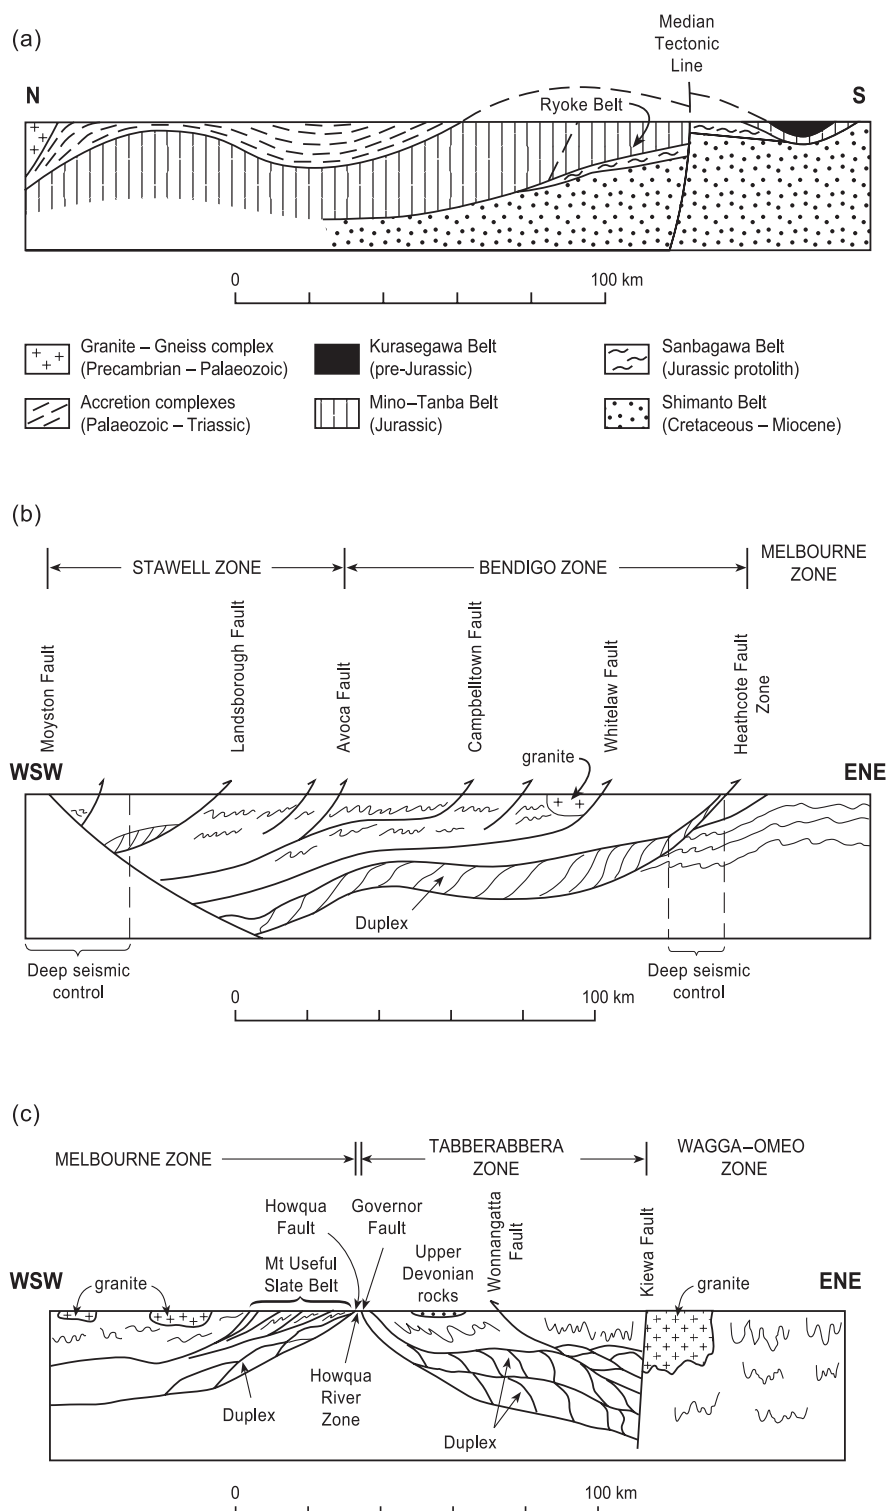 (a)
Median
Tectonic
Line
N
S
Ryoke Belt
0
100 km
Granite – Gneiss complex
(Precambrian – Palaeozoic)
Kurasegawa Belt
(pre-Jurassic)
Sanbagawa Belt
(Jurassic protolith)
Accretion complexes
(Palaeozoic – Triassic)
Mino–Tanba Belt
(Jurassic)
Shimanto Belt
(Cretaceous – Miocene)
(b)
STAWELL ZONE
BENDIGO ZONE
MELBOURNE
ZONE
Moyston Fault
Landsborough Fault
Avoca Fault
Campbelltown Fault
Whitelaw Fault
Heathcote Fault
Zone
WSW
granite
ENE
Duplex
Deep seismic
control
Deep seismic
control
0
100 km
(c)
MELBOURNE ZONE
TABBERABBERA
ZONE
WAGGA–OMEO
ZONE
Howqua
Fault
Governor
Fault
Wonnangatta
Fault
Kiewa Fault
Mt Useful
Slate Belt
Upper
Devonian
rocks
WSW
granite
granite
ENE
Howqua
River
Zone
Duplex
Duplex
0
100 km